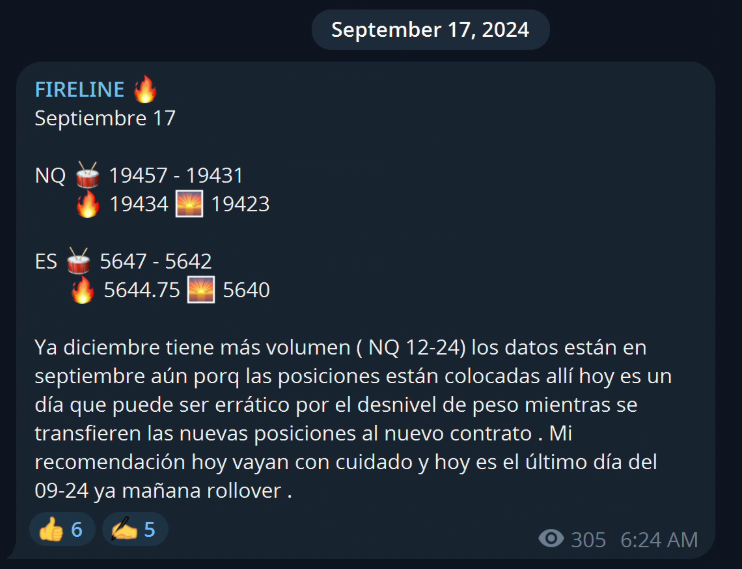 September 17, 2024
FIRELINE 🔥
Septiembre 17
NQ 🥁 19457 - 19431
🔥 19434 🌅 19423
ES 🥁 5647 - 5642
🔥 5644.75 🌅 5640
Ya diciembre tiene más volumen ( NQ 12-24) los datos están en
septiembre aún porq las posiciones están colocadas allí hoy es un
día que puede ser errático por el desnivel de peso mientras se
transfieren las nuevas posiciones al nuevo contrato . Mi
recomendación hoy vayan con cuidado y hoy es el último día del
09-24 ya mañana rollover .
👍 6 ✍️ 5 305 6:24 AM